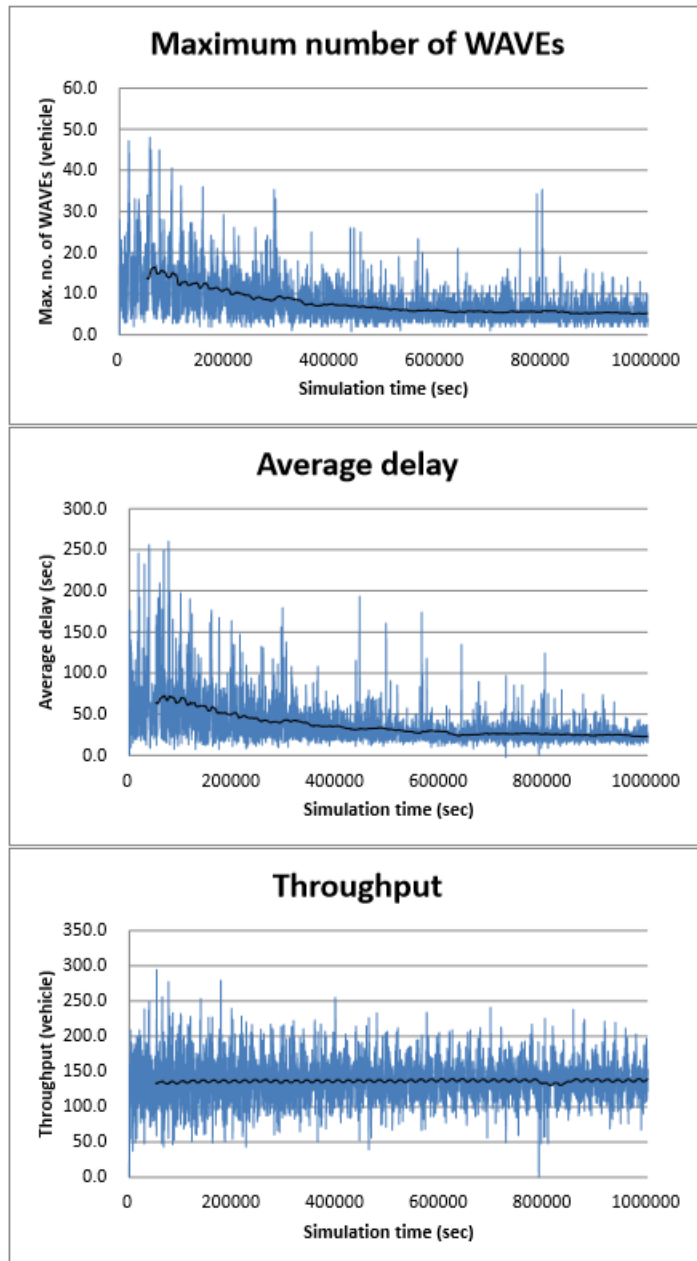 Maximum number of WAVEs
60.0
50.0
40.0
30.0
20.0
10.0
0.0
Max. no. of WAVEs (vehicle)
0 200000 400000 600000 800000 1000000
Simulation time (sec)
Average delay
300.0
250.0
200.0
150.0
100.0
50.0
0.0
Average delay (sec)
0 200000 400000 600000 800000 1000000
Simulation time (sec)
Throughput
350.0
300.0
250.0
200.0
150.0
100.0
50.0
0.0
Throughput (vehicle)
0 200000 400000 600000 800000 1000000
Simulation time (sec)